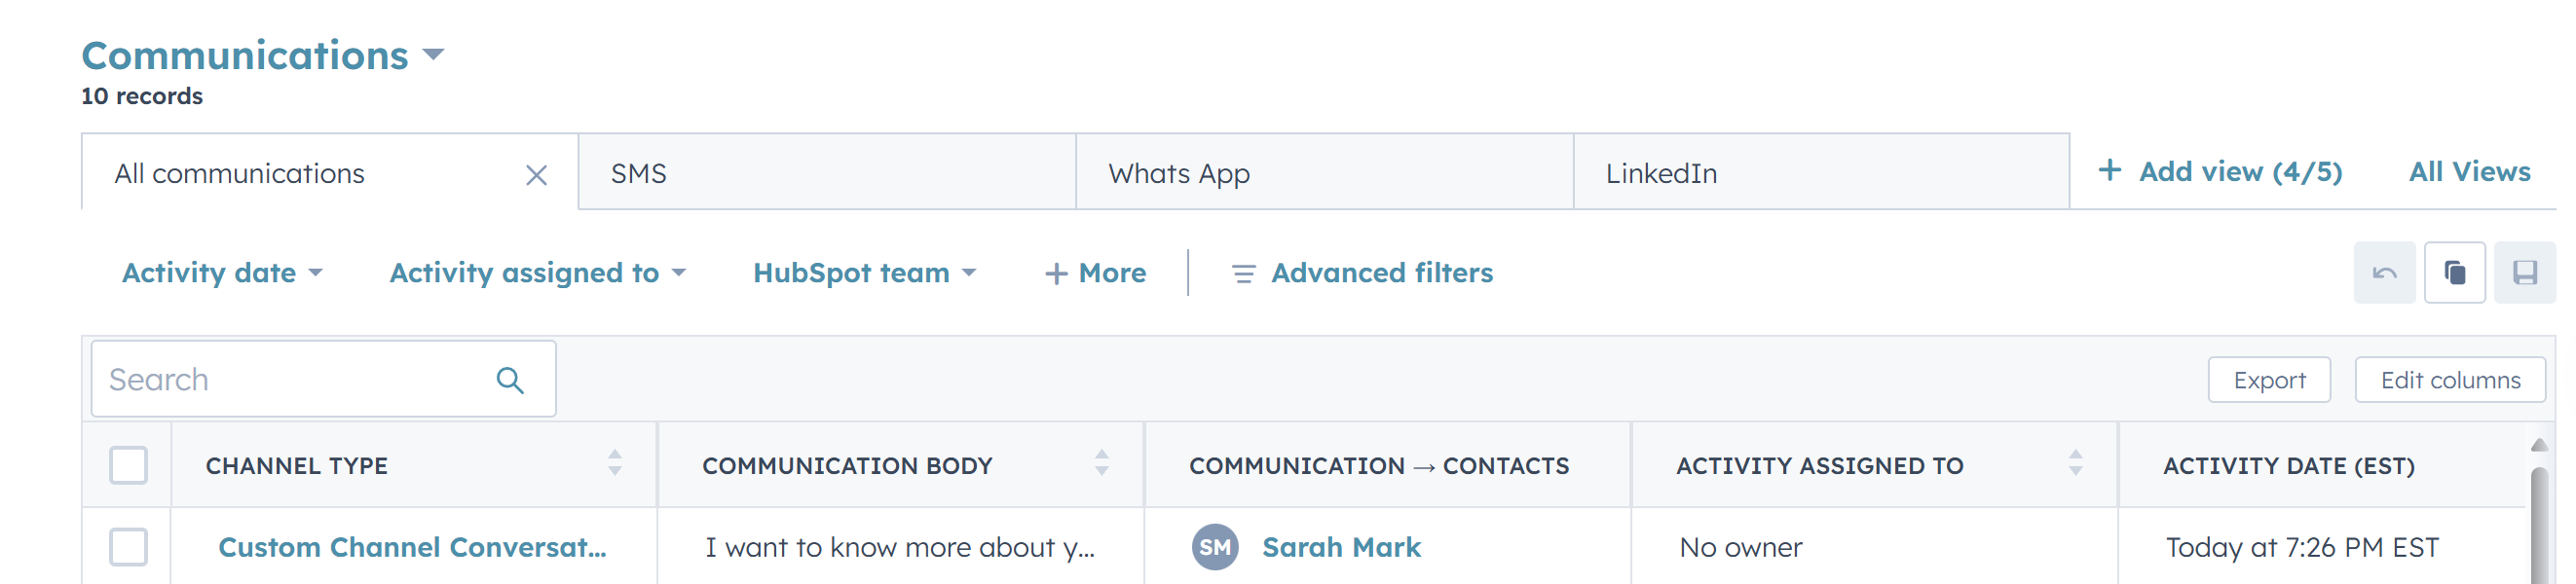 Communications
10 records
All communications
SMS
Whats App
LinkedIn
+ Add view (4/5)
All Views
Activity date
Activity assigned to
HubSpot team
+ More
Advanced filters
Search
Export
Edit columns
CHANNEL TYPE
COMMUNICATION BODY
COMMUNICATION → CONTACTS
ACTIVITY ASSIGNED TO
ACTIVITY DATE (EST)
Custom Channel Conversat...
I want to know more about y...
SM
Sarah Mark
No owner
Today at 7:26 PM EST